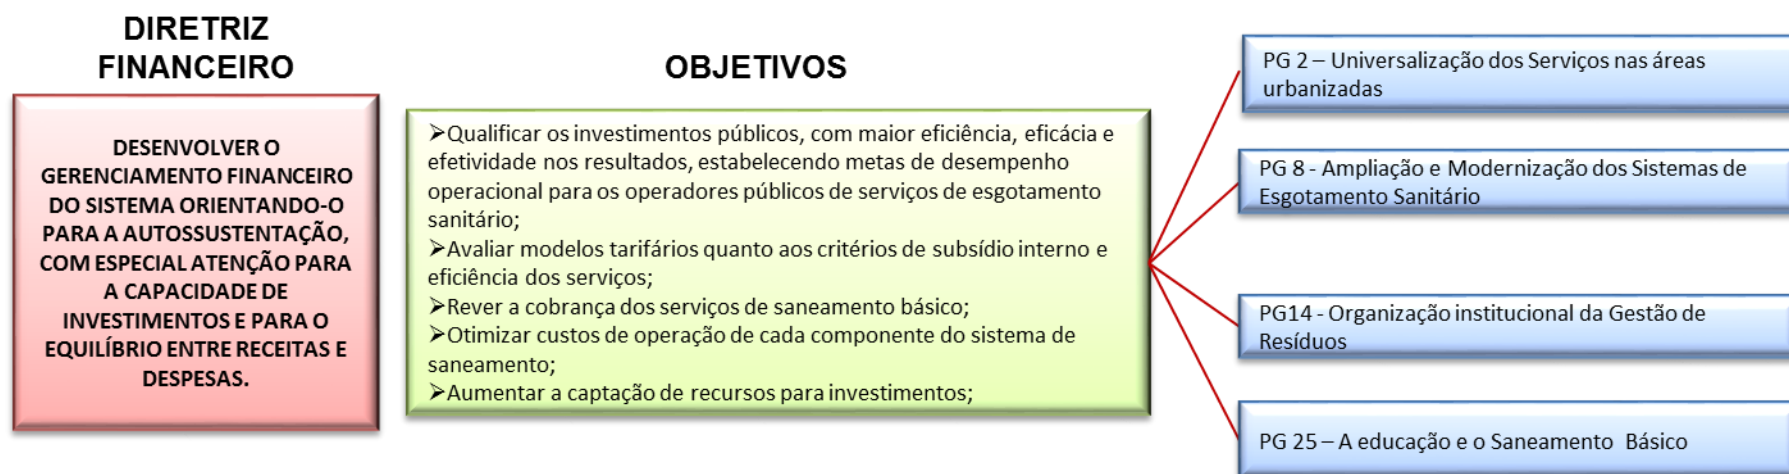 DIRETRIZ
FINANCEIRO
DESENVOLVER O
GERENCIAMENTO FINANCEIRO
DO SISTEMA ORIENTANDO-O
PARA A AUTOSSUSTENTAÇÃO,
COM ESPECIAL ATENÇÃO PARA
A CAPACIDADE DE
INVESTIMENTOS E PARA O
EQUILÍBRIO ENTRE RECEITAS E
DESPESAS.
OBJETIVOS
➢Qualificar os investimentos públicos, com maior eficiência, eficácia e
efetividade nos resultados, estabelecendo metas de desempenho
operacional para os operadores públicos de serviços de esgotamento
sanitário;
➢Avaliar modelos tarifários quanto aos critérios de subsídio interno e
eficiência dos serviços;
➢Rever a cobrança dos serviços de saneamento básico;
➢Otimizar custos de operação de cada componente do sistema de
saneamento;
➢Aumentar a captação de recursos para investimentos;
PG 2 – Universalização dos Serviços nas áreas
urbanizadas
PG 8 - Ampliação e Modernização dos Sistemas de
Esgotamento Sanitário
PG14 - Organização institucional da Gestão de
Resíduos
PG 25 – A educação e o Saneamento Básico